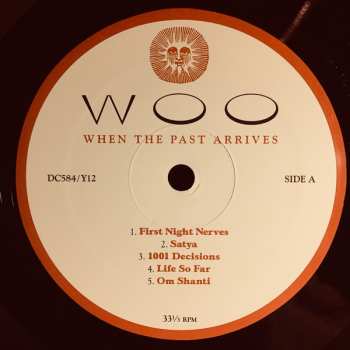 WOO
WHEN THE PAST ARRIVES
DC584/Y12
SIDE A
1. First Night Nerves
2. Satya
3. 1001 Decisions
4. Life So Far
5. Om Shanti
33⅓ RPM